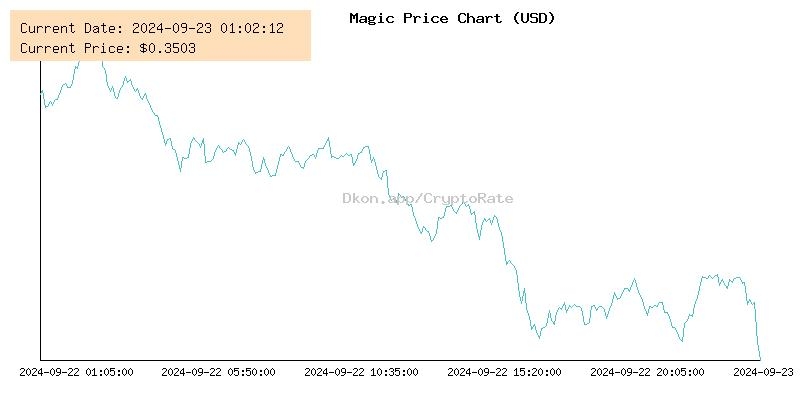 Magic Price Chart (USD)
Current Date: 2024-09-23 01:02:12
Current Price: $0.3503
Dkon.app/CryptoRate
2024-09-22 01:05:00 2024-09-22 05:50:00 2024-09-22 10:35:00 2024-09-22 15:20:00 2024-09-22 20:05:00 2024-09-23